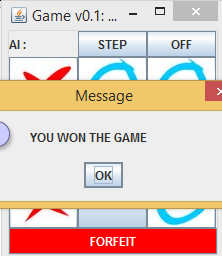 Game v0.1: ...
AI :
STEP
OFF
Message
YOU WON THE GAME
OK
FORFEIT